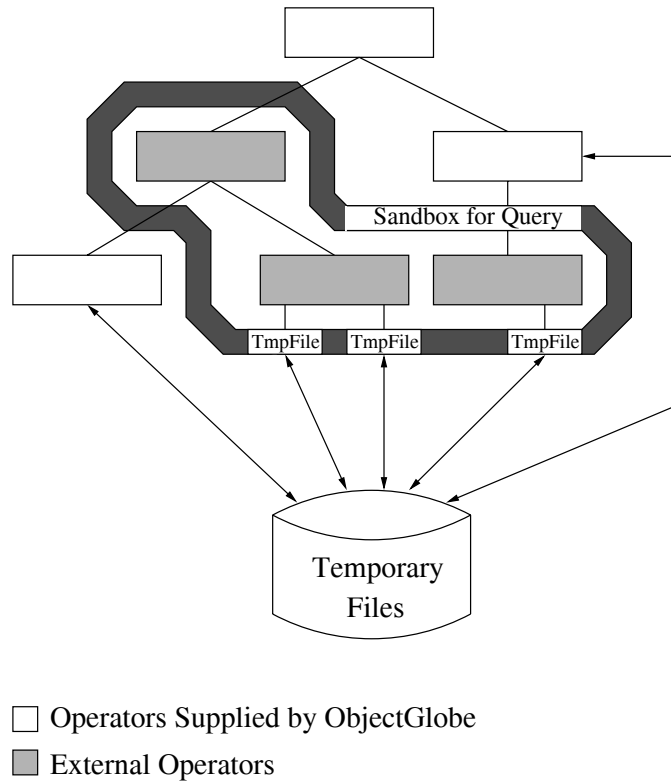 Sandbox for Query
TmpFile TmpFile TmpFile
Temporary
Files
Operators Supplied by ObjectGlobe
External Operators